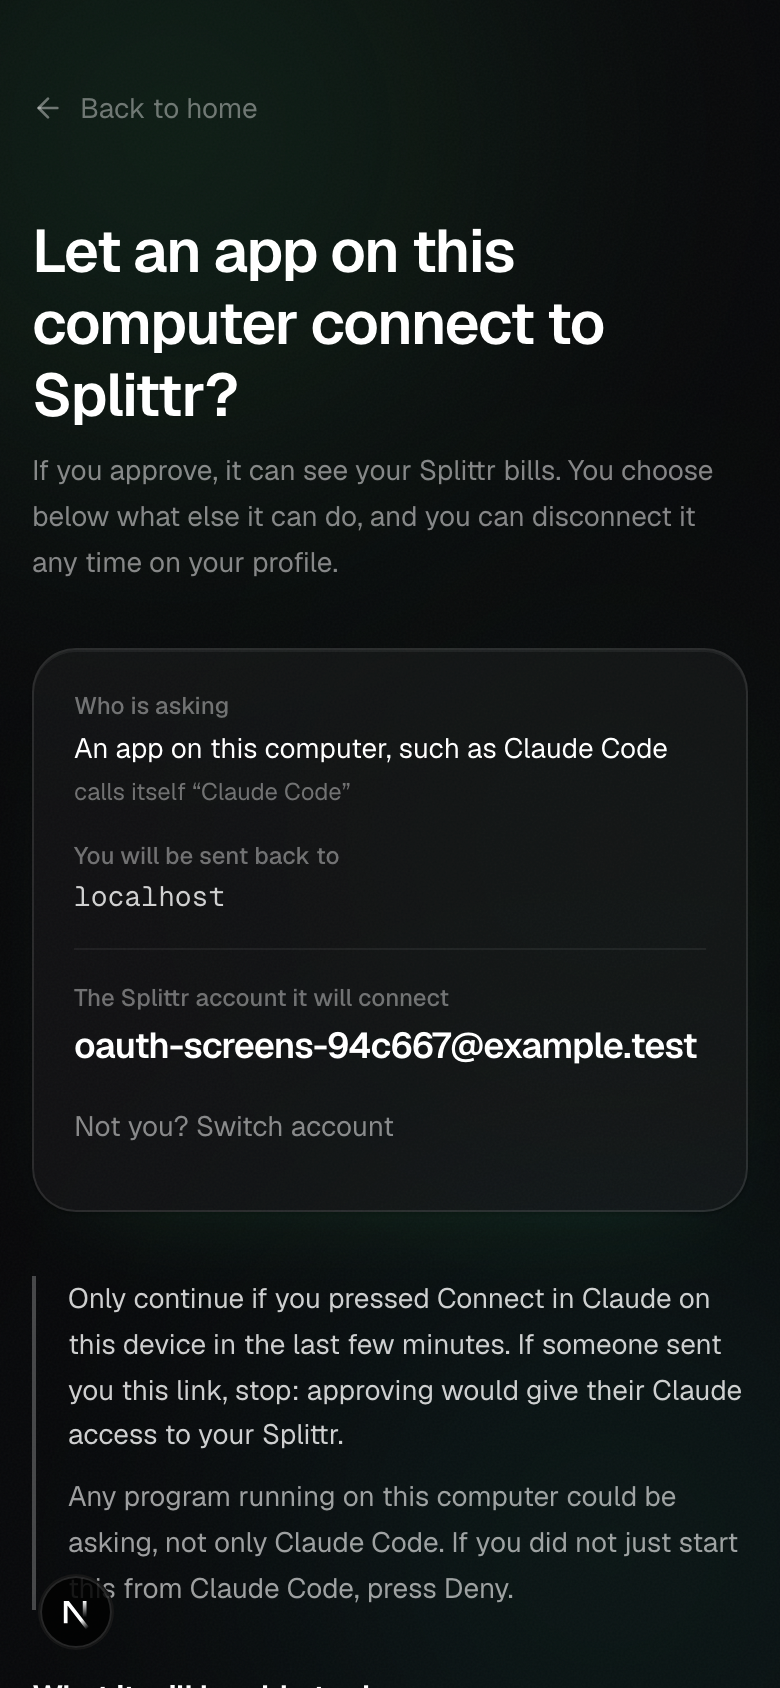 Back to home
Let an app on this
computer connect to
Splittr?
If you approve, it can see your Splittr bills. You choose
below what else it can do, and you can disconnect it
any time on your profile.
Who is asking
An app on this computer, such as Claude Code
calls itself “Claude Code”
You will be sent back to
localhost
The Splittr account it will connect
oauth-screens-94c667@example.test
Not you? Switch account
Only continue if you pressed Connect in Claude on
this device in the last few minutes. If someone sent
you this link, stop: approving would give their Claude
access to your Splittr.
Any program running on this computer could be
asking, not only Claude Code. If you did not just start
this from Claude Code, press Deny.
N